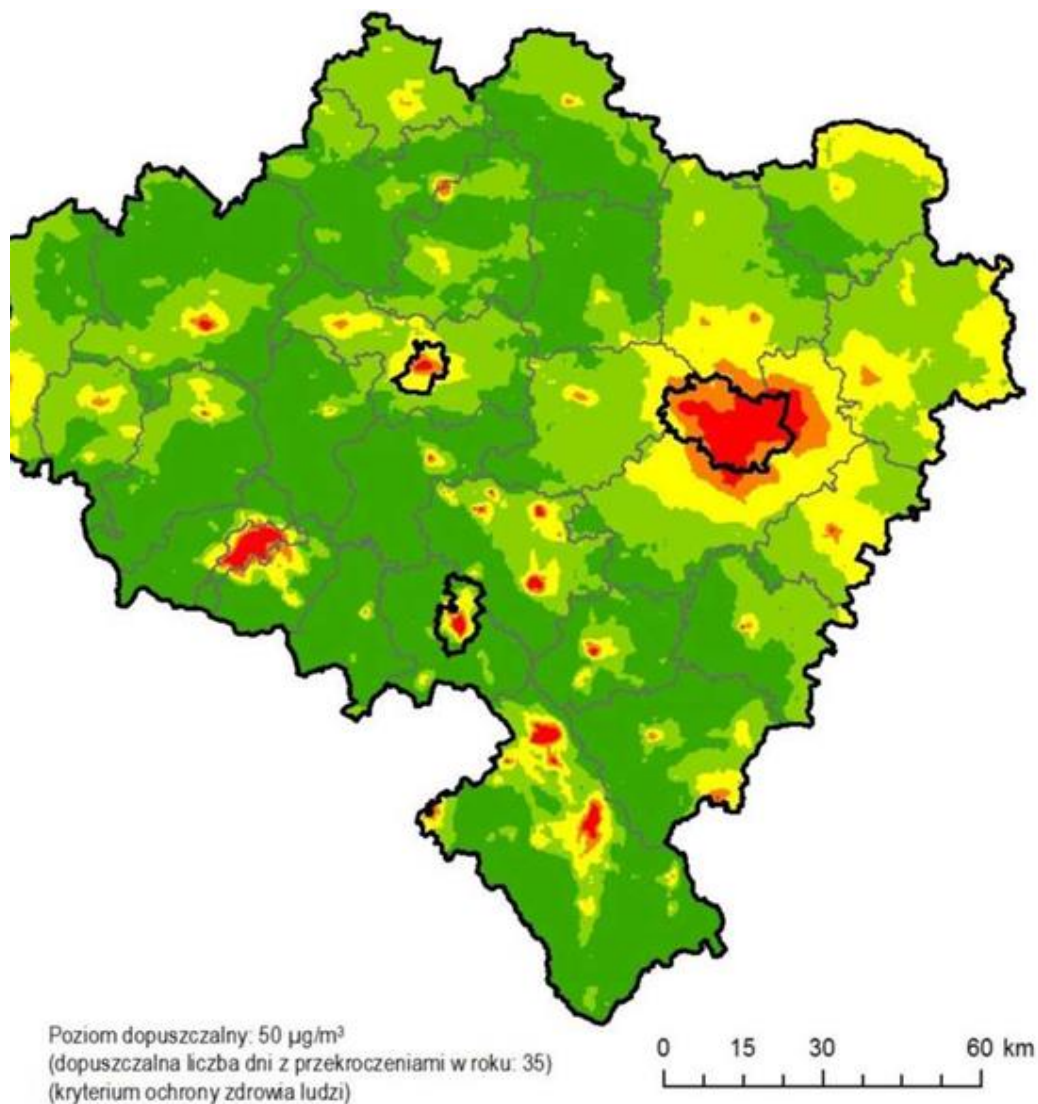 Poziom dopuszczalny: 50 µg/m³
(dopuszczalna liczba dni z przekroczeniami w roku: 35)
(kryterium ochrony zdrowia ludzi)
0 15 30 60 km